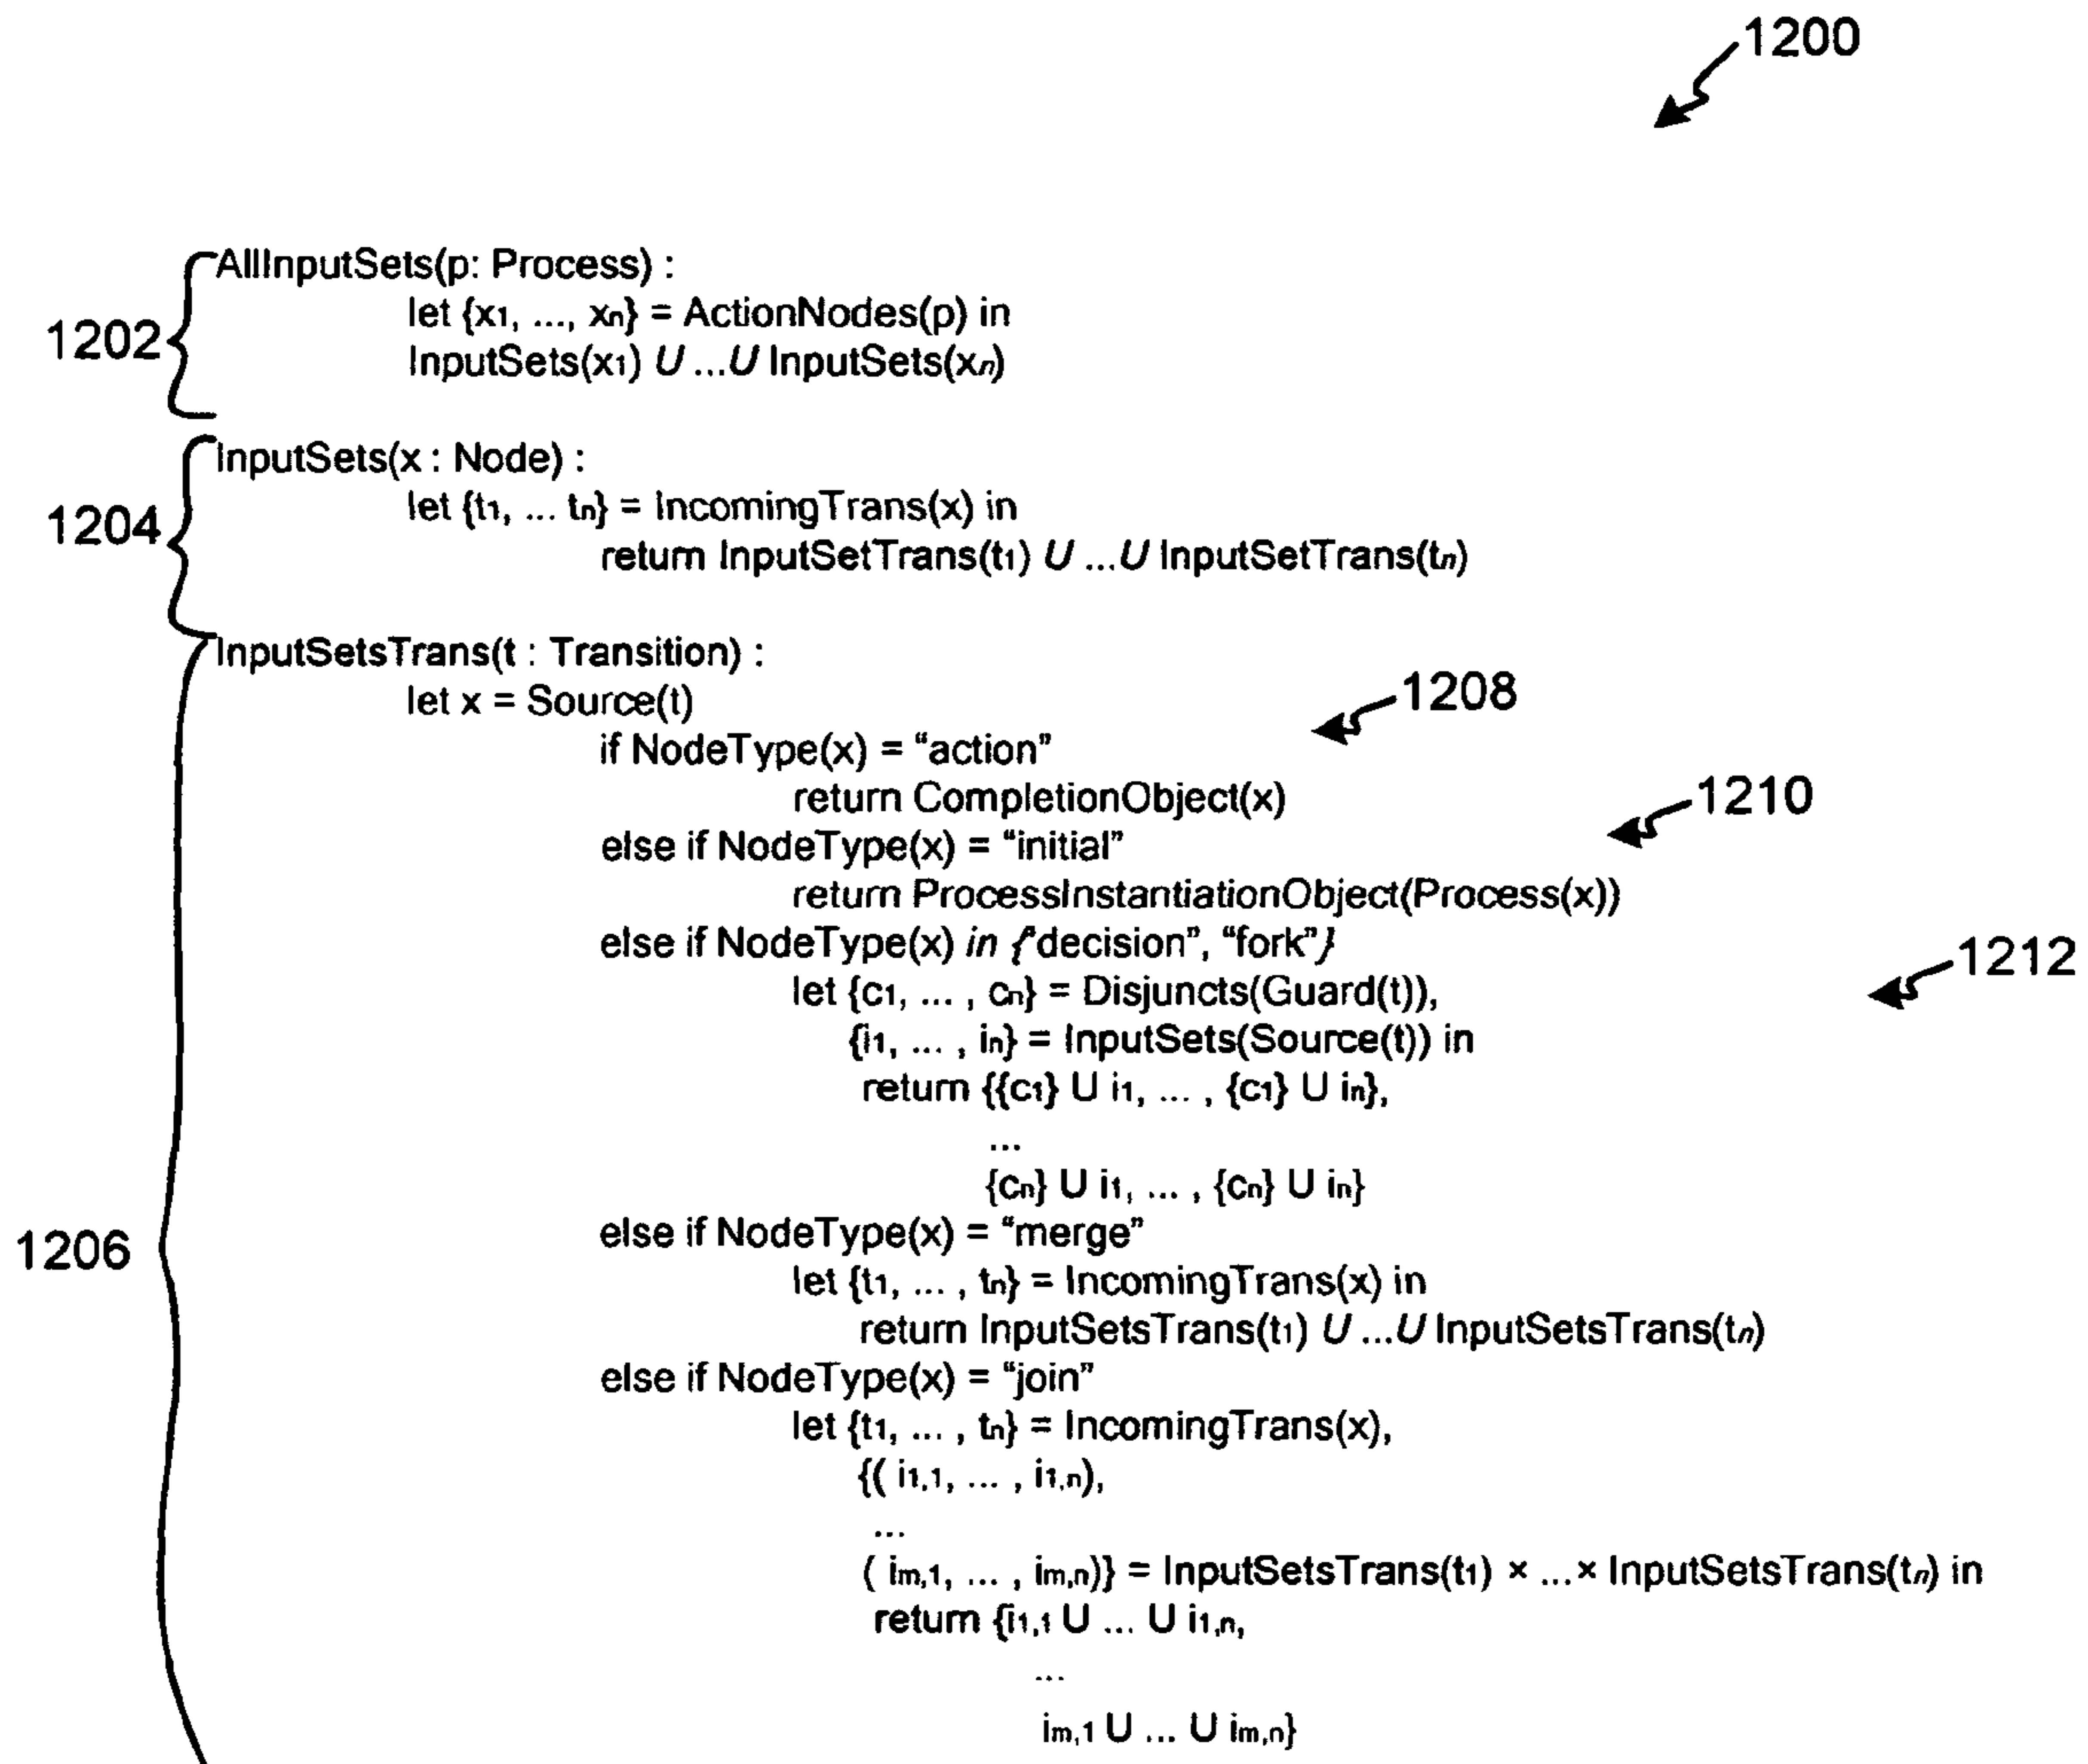 1200
AllInputSets(p: Process) :
let {x1, ..., xn} = ActionNodes(p) in
1202
InputSets(x1) U ...U InputSets(xn)
InputSets(x : Node) :
let {t1, ... tn} = IncomingTrans(x) in
1204
return InputSetTrans(t1) U ...U InputSetTrans(tn)
InputSetsTrans(t : Transition) :
let x = Source(t)
1208
if NodeType(x) = “action”
return CompletionObject(x)
1210
else if NodeType(x) = “initial”
return ProcessInstantiationObject(Process(x))
else if NodeType(x) in {“decision”, “fork”}
1212
let {c1, ... , cn} = Disjuncts(Guard(t)),
{i1, ... , in} = InputSets(Source(t)) in
return {{c1} U i1, ... , {c1} U in},
...
{cn} U i1, ... , {cn} U in}
else if NodeType(x) = “merge”
1206
let {t1, ... , tn} = IncomingTrans(x) in
return InputSetsTrans(t1) U ...U InputSetsTrans(tn)
else if NodeType(x) = “join”
let {t1, ... , tn} = IncomingTrans(x),
{( i1,1, ... , i1,n),
...
( im,1, ... , im,n)} = InputSetsTrans(t1) × ...× InputSetsTrans(tn) in
return {i1,1 U ... U i1,n,
...
im,1 U ... U im,n}